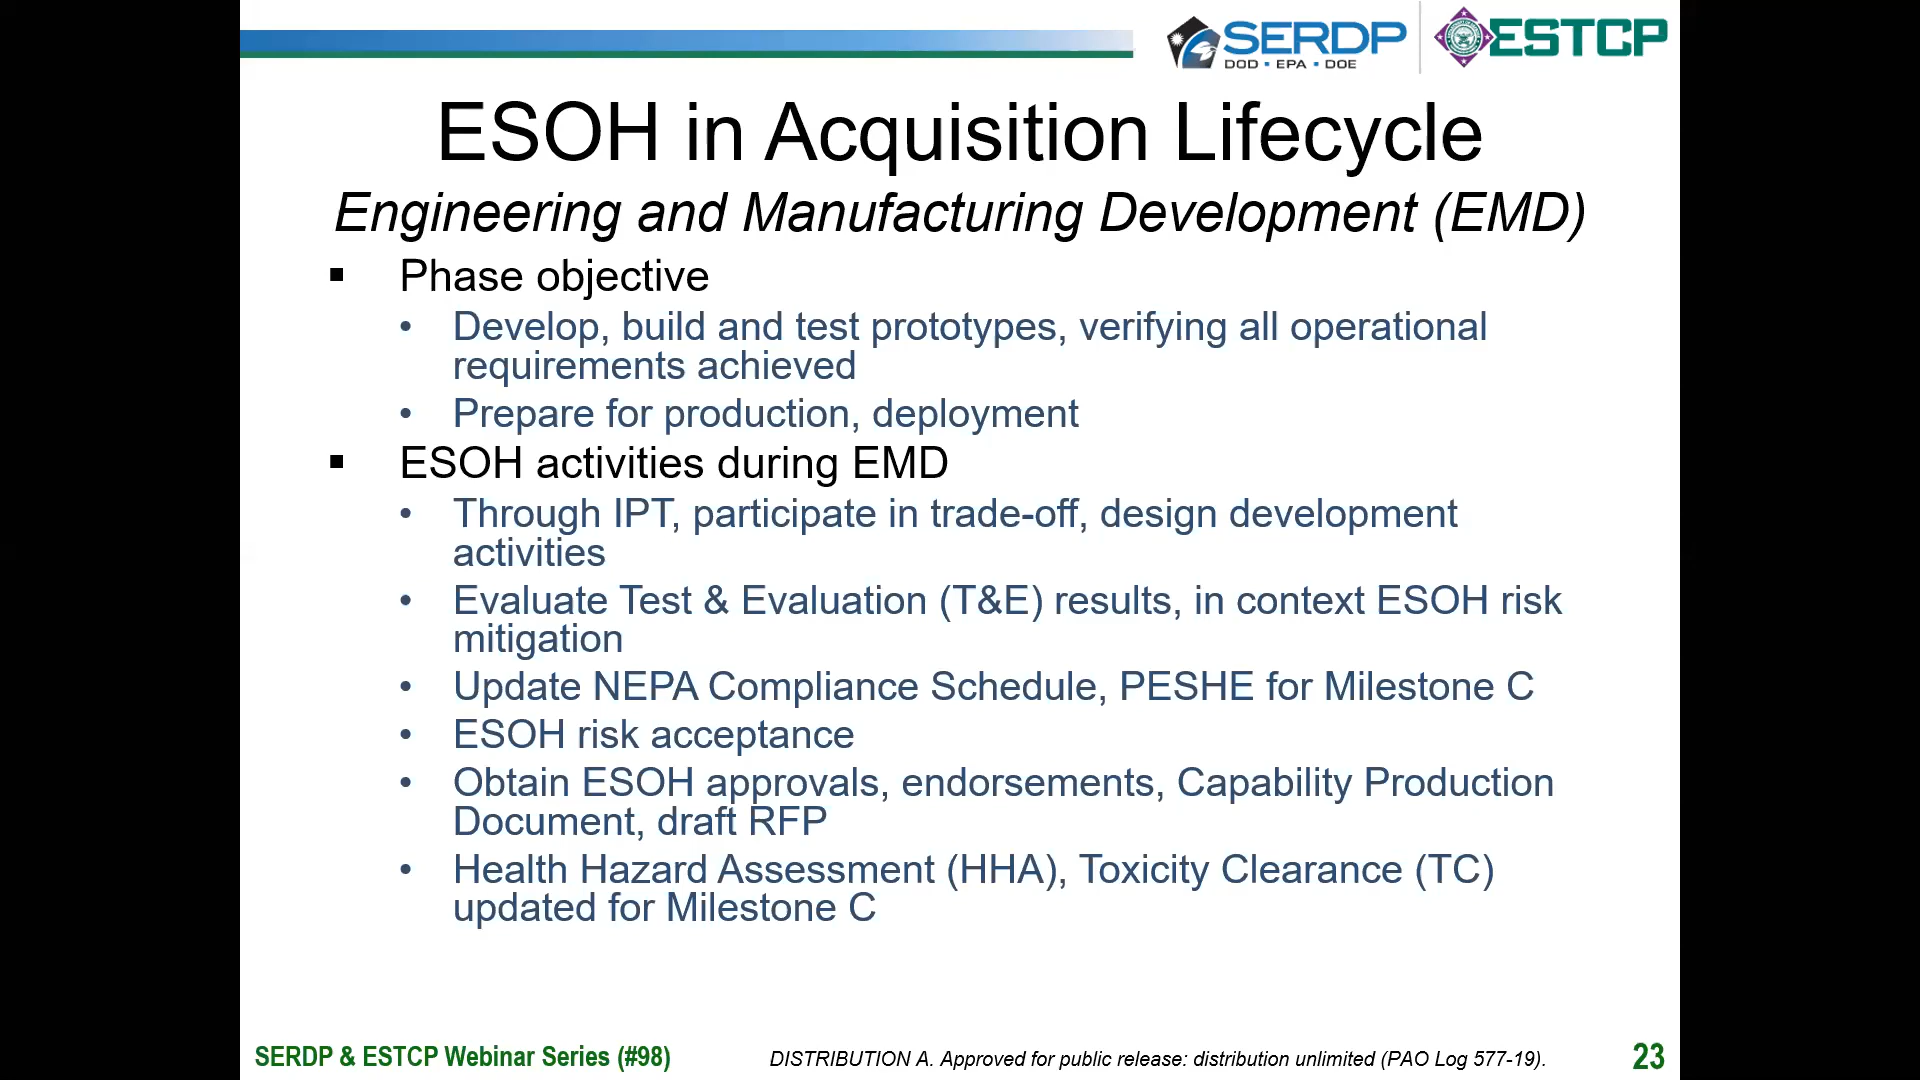 SERDP
DOD • EPA • DOE
ESTCP
ESOH in Acquisition Lifecycle
Engineering and Manufacturing Development (EMD)
▪ Phase objective
• Develop, build and test prototypes, verifying all operational
requirements achieved
• Prepare for production, deployment
▪ ESOH activities during EMD
• Through IPT, participate in trade-off, design development
activities
• Evaluate Test & Evaluation (T&E) results, in context ESOH risk
mitigation
• Update NEPA Compliance Schedule, PESHE for Milestone C
• ESOH risk acceptance
• Obtain ESOH approvals, endorsements, Capability Production
Document, draft RFP
• Health Hazard Assessment (HHA), Toxicity Clearance (TC)
updated for Milestone C
SERDP & ESTCP Webinar Series (#98)
DISTRIBUTION A. Approved for public release: distribution unlimited (PAO Log 577-19).
23